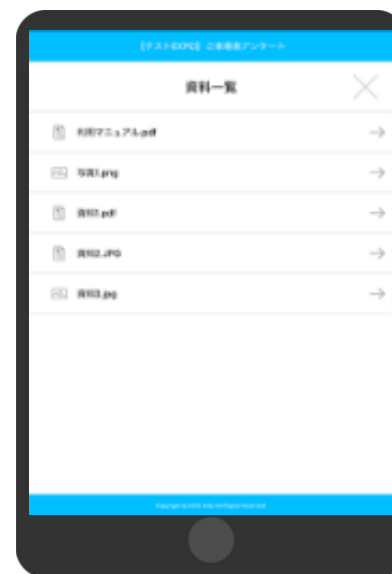 【テストEXPO】ご来場者アンケート
資料一覧
利用マニュアル.pdf
写真1.png
資料1.pdf
資料2.JPG
資料3.jpg